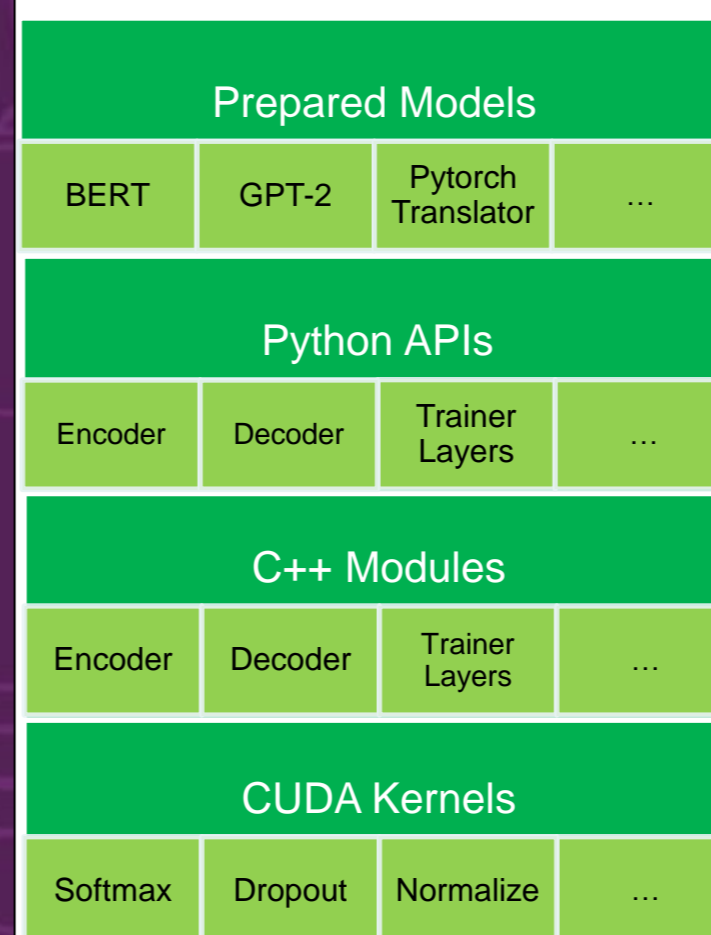 Prepared Models
BERT GPT-2 Pytorch Translator …
Python APIs
Encoder Decoder Trainer Layers …
C++ Modules
Encoder Decoder Trainer Layers …
CUDA Kernels
Softmax Dropout Normalize …